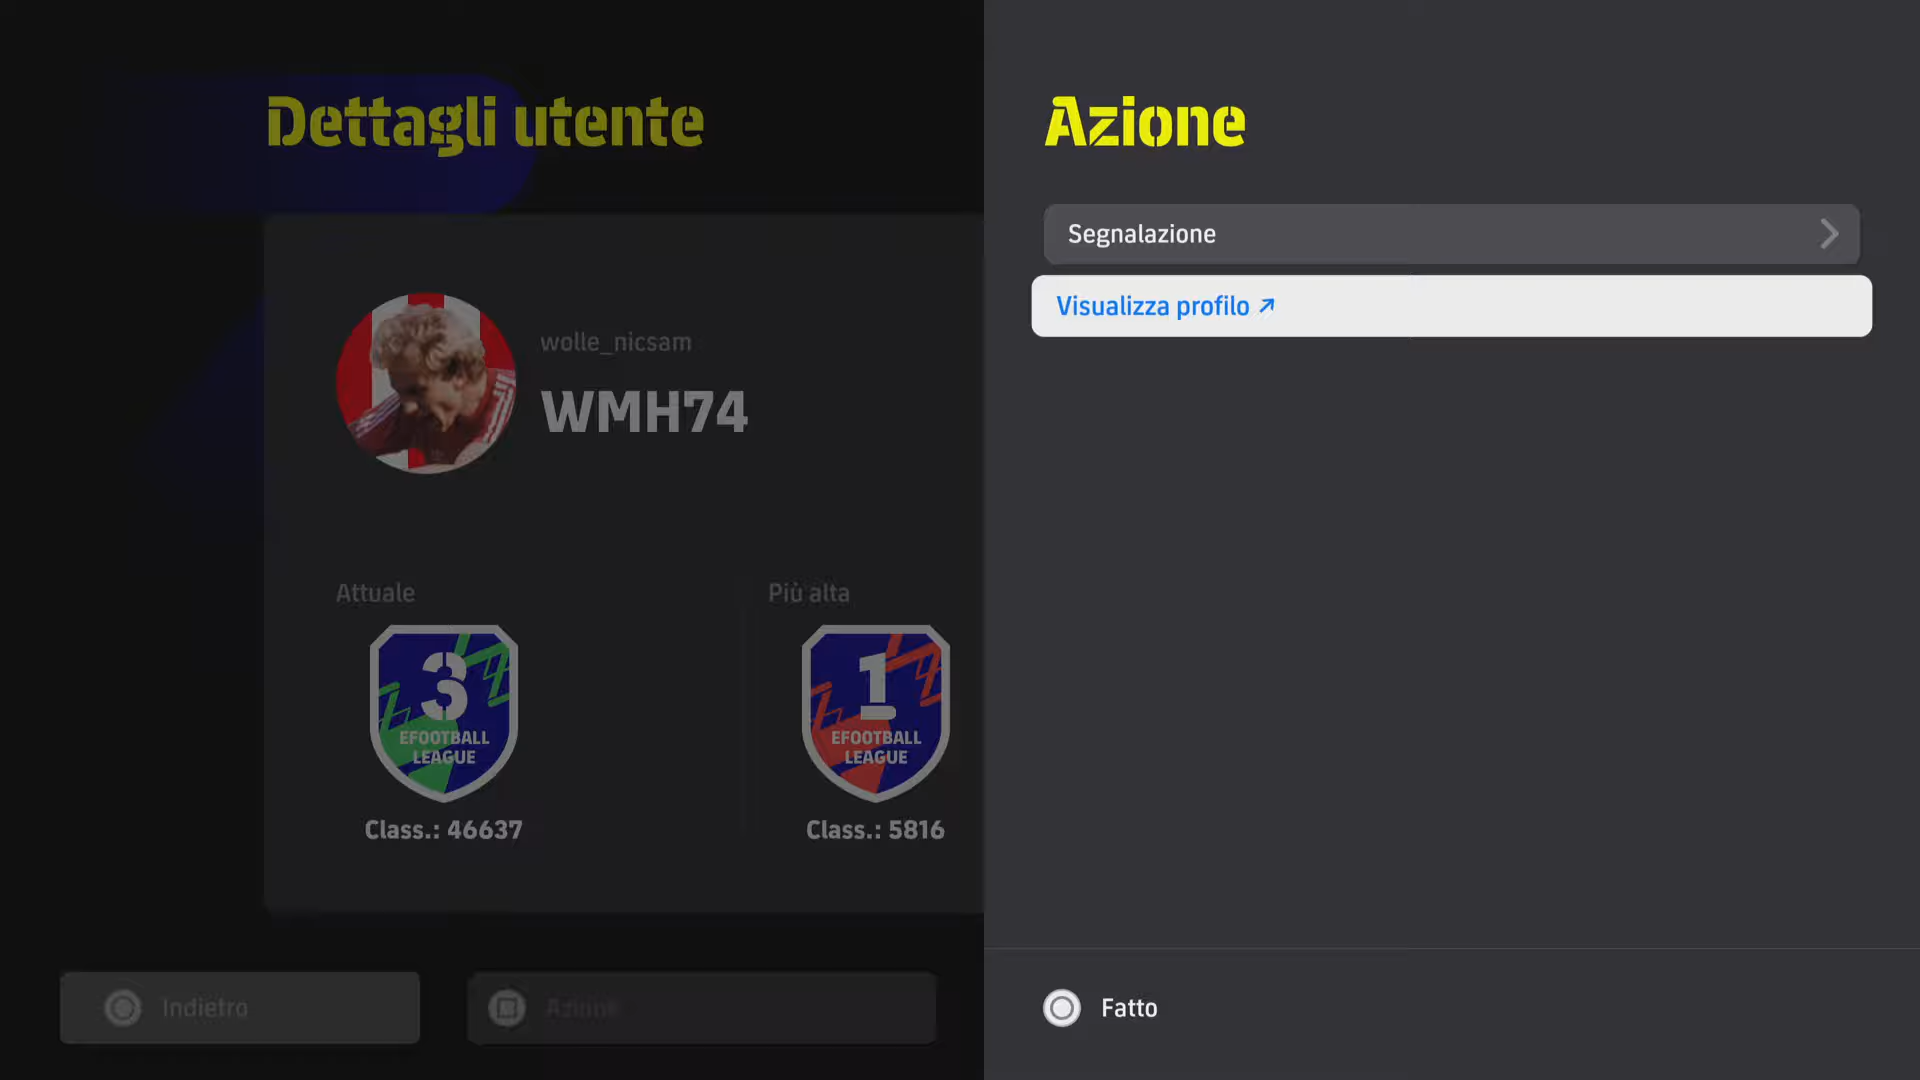 Dettagli utente
wolle_nicsam
WMH74
Attuale
3
EFOOTBALL
LEAGUE
Class.: 46637
Più alta
1
EFOOTBALL
LEAGUE
Class.: 5816
Indietro
Azione
Azione
Segnalazione
Visualizza profilo
Fatto